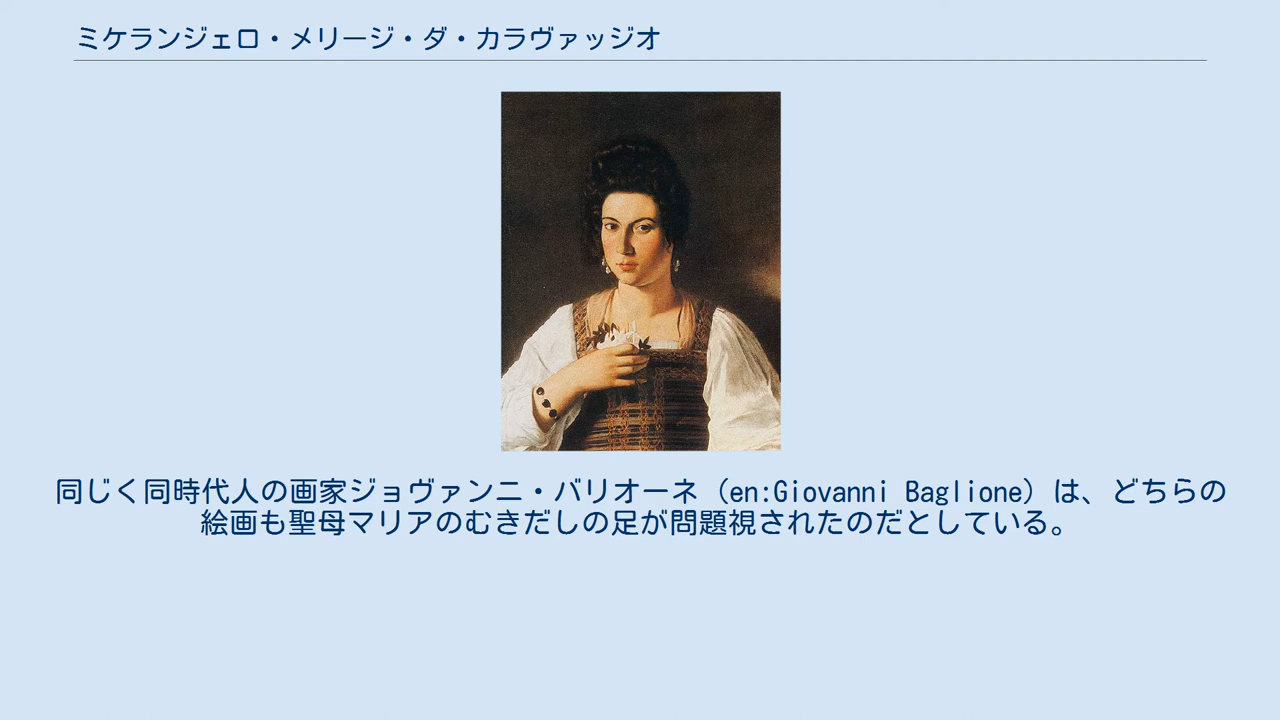 ミケランジェロ・メリージ・ダ・カラヴァッジオ
同じく同時代人の画家ジョヴァンニ・バリオーネ（en:Giovanni Baglione）は、どちらの
絵画も聖母マリアのむきだしの足が問題視されたのだとしている。